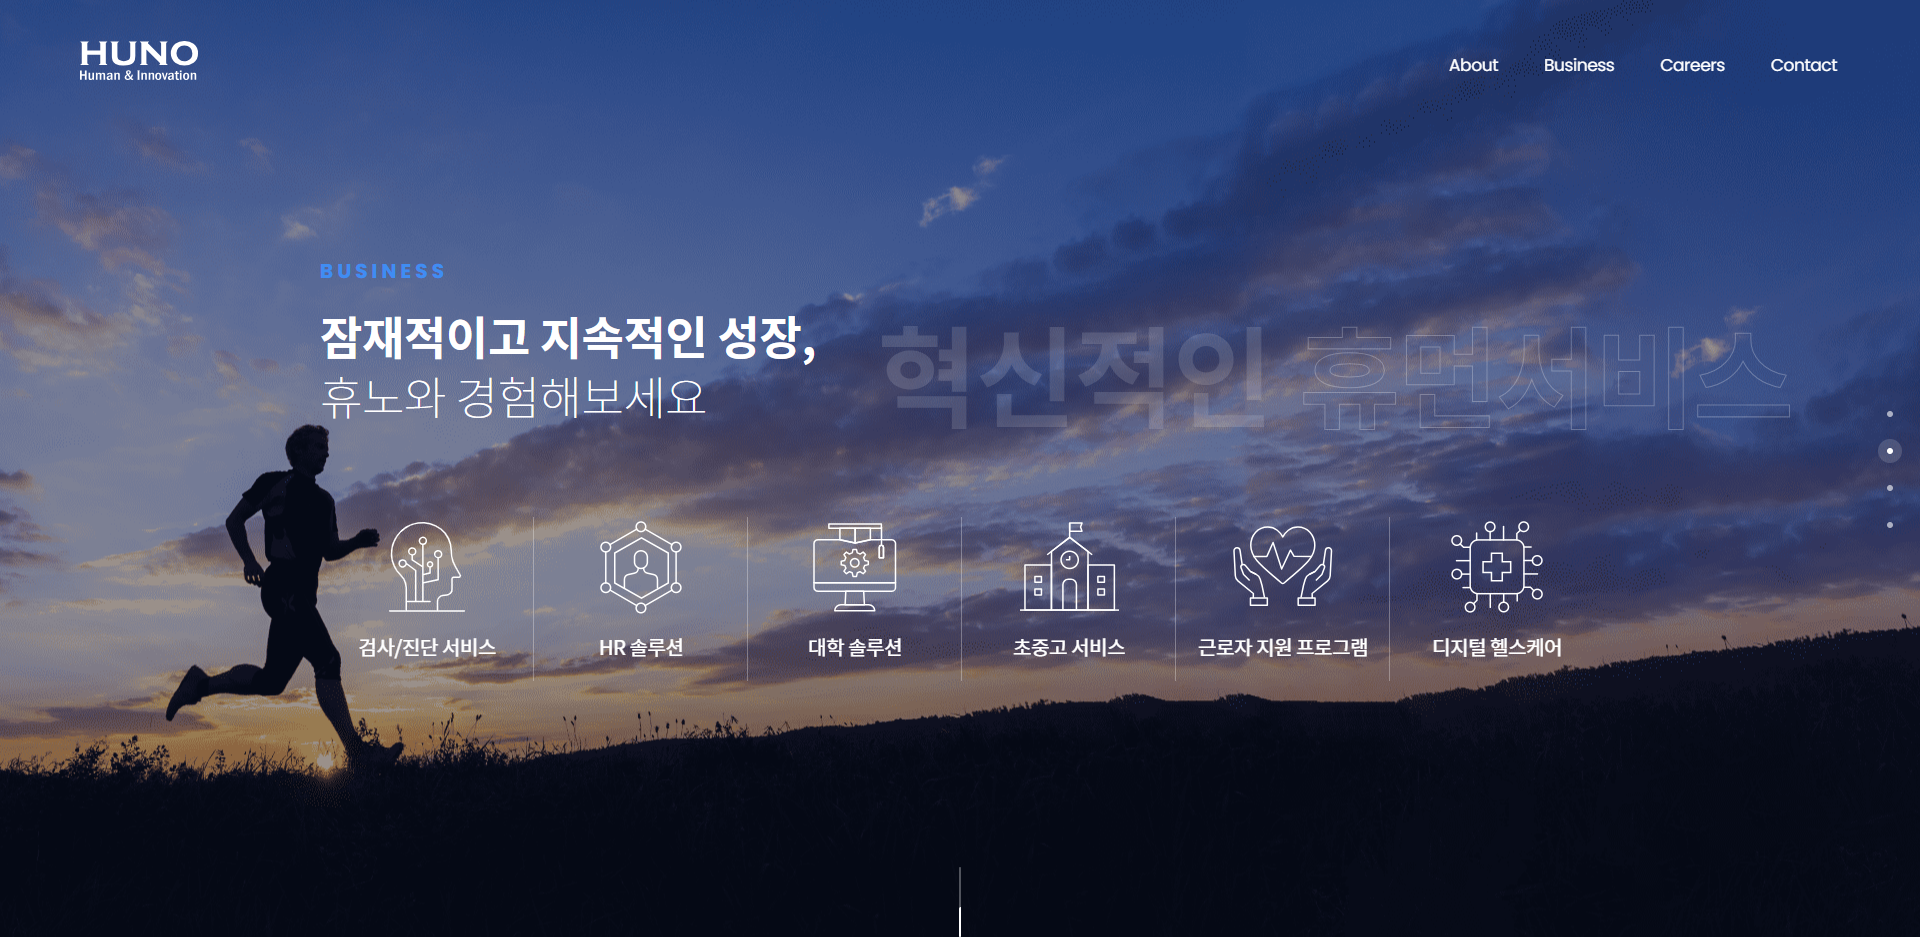 HUNO
Human & Innovation
About Business Careers Contact
BUSINESS
잠재적이고 지속적인 성장,
휴노와 경험해보세요
혁신적인 휴먼서비스
검사/진단 서비스
HR 솔루션
대학 솔루션
초중고 서비스
근로자 지원 프로그램
디지털 헬스케어